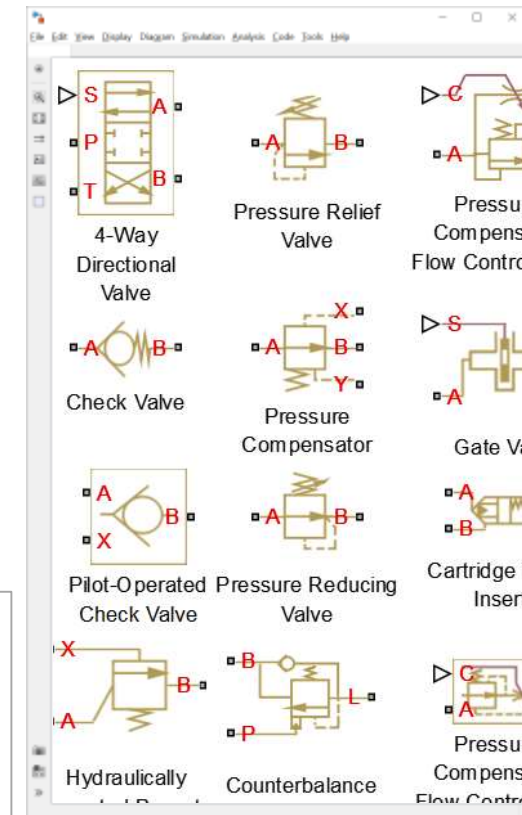 File Edit View Display Diagram Simulation Analysis Code Tools Help
S A
P
T B
4-Way
Directional
Valve
A B
Pressure Relief
Valve
C
A
Pressu
Compens
Flow Contro
A B
Check Valve
X
A B
Y
Pressure
Compensator
S
A
Gate Va
A
B
X
Pilot-Operated
Check Valve
A B
Pressure Reducing
Valve
A
B
Cartridge
Inser
X
B
A
Hydraulically
B
L
P
Counterbalance
C
A
Pressu
Compens
Flow Contro